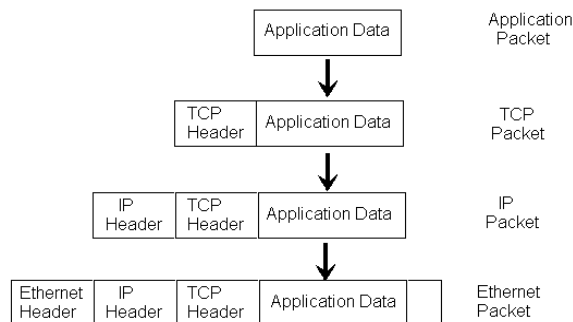 Application Data
Application
Packet
TCP
Header
Application Data
TCP
Packet
IP
Header
TCP
Header
Application Data
IP
Packet
Ethernet
Header
IP
Header
TCP
Header
Application Data
Ethernet
Packet